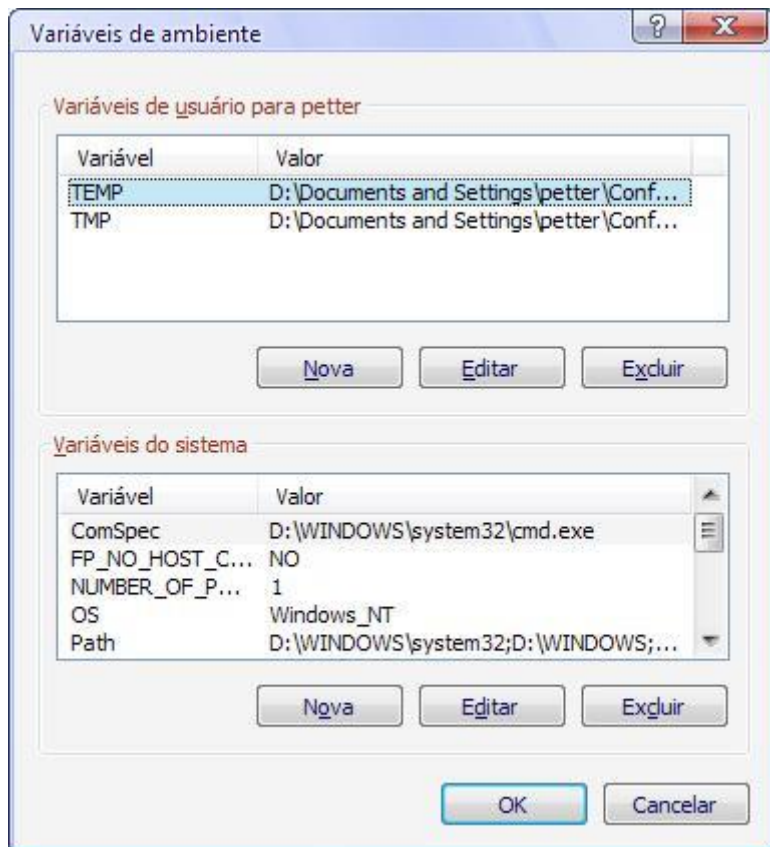 Variáveis de ambiente
Variáveis de usuário para petter
Variável Valor
TEMP D:\Documents and Settings\petter\Conf...
TMP D:\Documents and Settings\petter\Conf...
Nova Editar Excluir
Variáveis do sistema
Variável Valor
ComSpec D:\WINDOWS\system32\cmd.exe
FP_NO_HOST_C... NO
NUMBER_OF_P... 1
OS Windows_NT
Path D:\WINDOWS\system32;D:\WINDOWS;...
Nova Editar Excluir
OK Cancelar